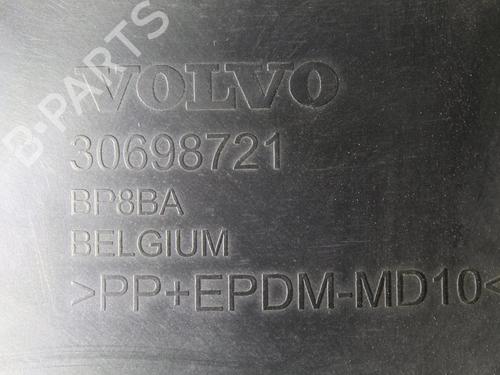 B-PARTS
VOLVO
30698721
BP8BA
BELGIUM
>PP+EPDM-MD10<